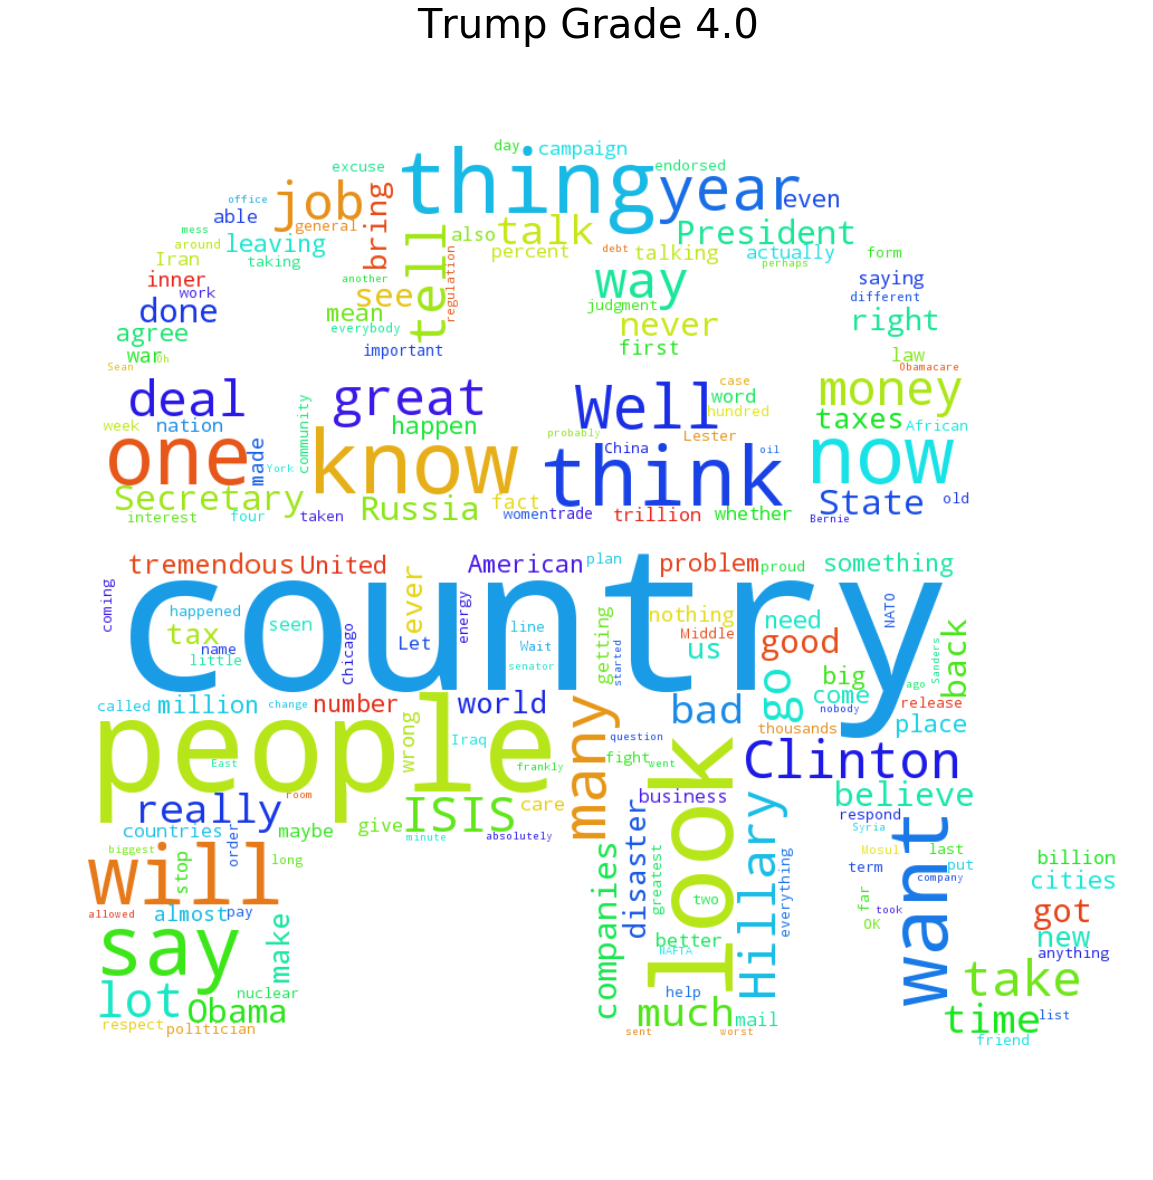 Trump Grade 4.0
day
campaign
excuse
thing
endorsed
office
job
bring
year
even
able
general
mess
also
talk
President
around
leaving
tell
percent
debt
talking
actually
form
Iran
taking
perhaps
inner
another
regulation
way
saying
work
see
different
done
mean
judgment
agree
everybody
never
right
war
oh
important
first
law
Sean
Obamacare
deal
great
Well
case
money
word
hundred
week
nation
community
happen
probably
taxes
African
one
made
York
know
think
China
Lester
oil
now
Secretary
Russia
fact
State
old
interest
four
taken
women
trade
trillion
whether
Bernie
tremendous
United
American
plan
problem
proud
something
country
coming
happened
ever
energy
getting
nothing
need
NATO
tax
seen
line
Middle
name
Chicago
Let
Wait
us
good
back
little
senator
started
go
big
Sanders
ago
called
million
change
number
world
bad
come
nobody
release
people
wrong
Iraq
many
question
thousands
place
East
frankly
fight
went
look
Clinton
room
really
give
ISIS
care
business
believe
countries
order
maybe
minute
absolutely
disaster
respond
biggest
Syria
will
stop
long
companies
greatest
Hillary
everything
want
Mosul
last
billion
term
put
company
cities
allowed
almost
pay
two
far
took
got
say
make
better
OK
new
NAFTA
anything
lot
nuclear
help
take
Obama
much
mail
time
list
respect
politician
sent
worst
friend